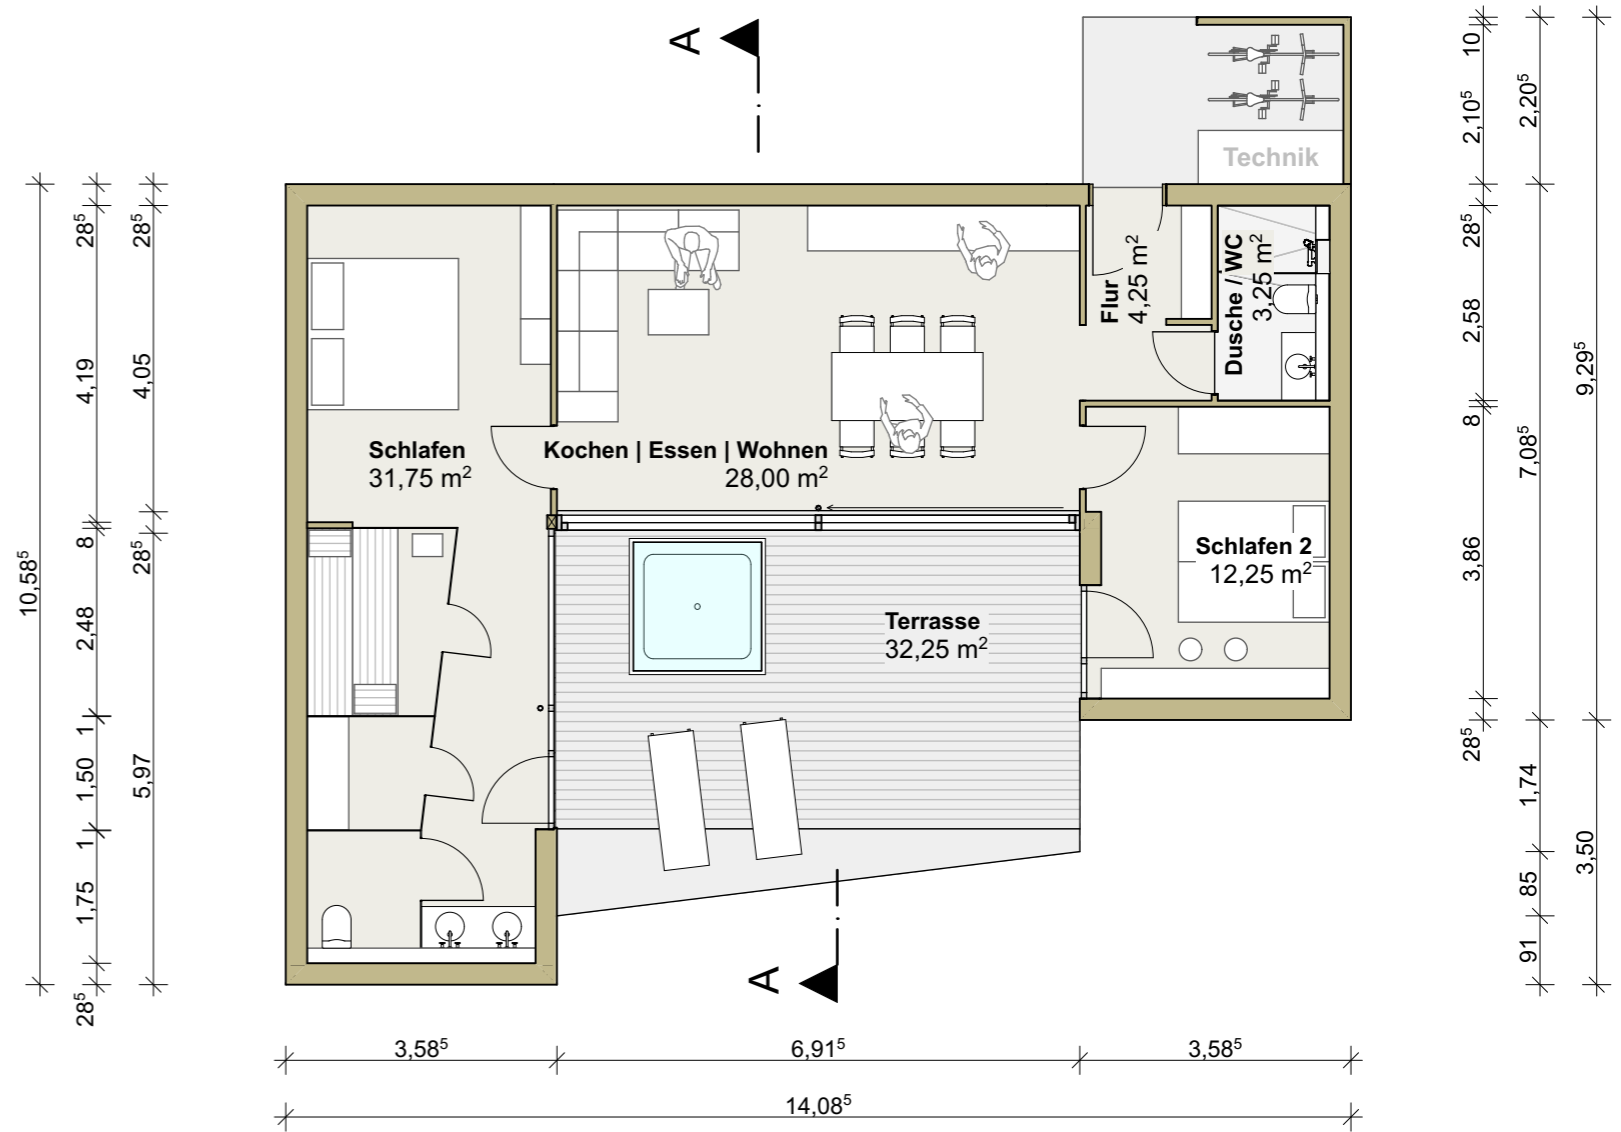 A
Technik
Flur
4,25 m²
Dusche / WC
3,25 m²
Schlafen
31,75 m²
Kochen | Essen | Wohnen
28,00 m²
Schlafen 2
12,25 m²
Terrasse
32,25 m²
A
10,58⁵
28⁵
4,19
8
2,48
1
1,50
1
1,75
28⁵
28⁵
4,05
28⁵
5,97
10
2,10⁵
28⁵
2,58
8
3,86
28⁵
2,20⁵
7,08⁵
1,74
85
91
9,29⁵
3,50
3,58⁵
6,91⁵
3,58⁵
14,08⁵